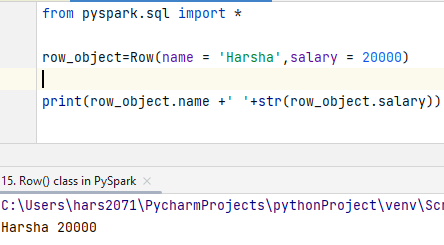 from pyspark.sql import *
row_object=Row(name = 'Harsha',salary = 20000)
print(row_object.name +' '+str(row_object.salary))
15. Row() class in PySpark ×
C:\Users\hars2071\PycharmProjects\pythonProject\venv\Scr
Harsha 20000